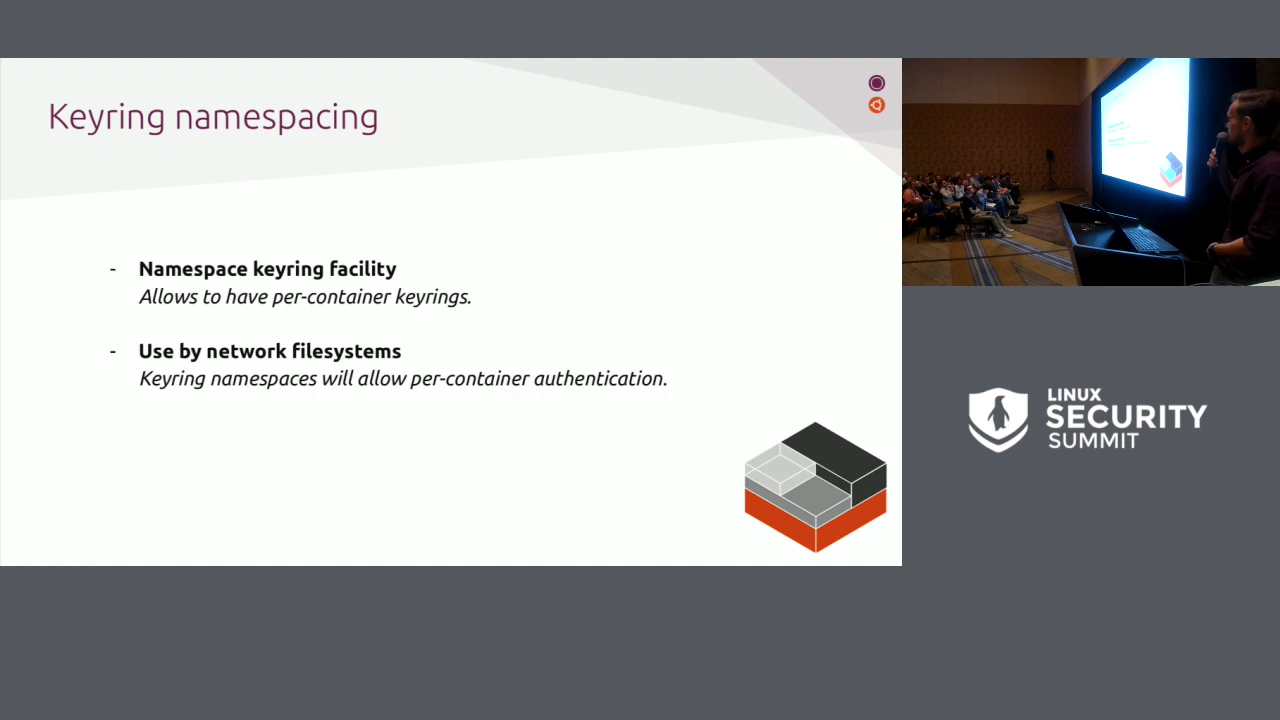 Keyring namespacing
- Namespace keyring facility
Allows to have per-container keyrings.
- Use by network filesystems
Keyring namespaces will allow per-container authentication.
LINUX
SECURITY
SUMMIT